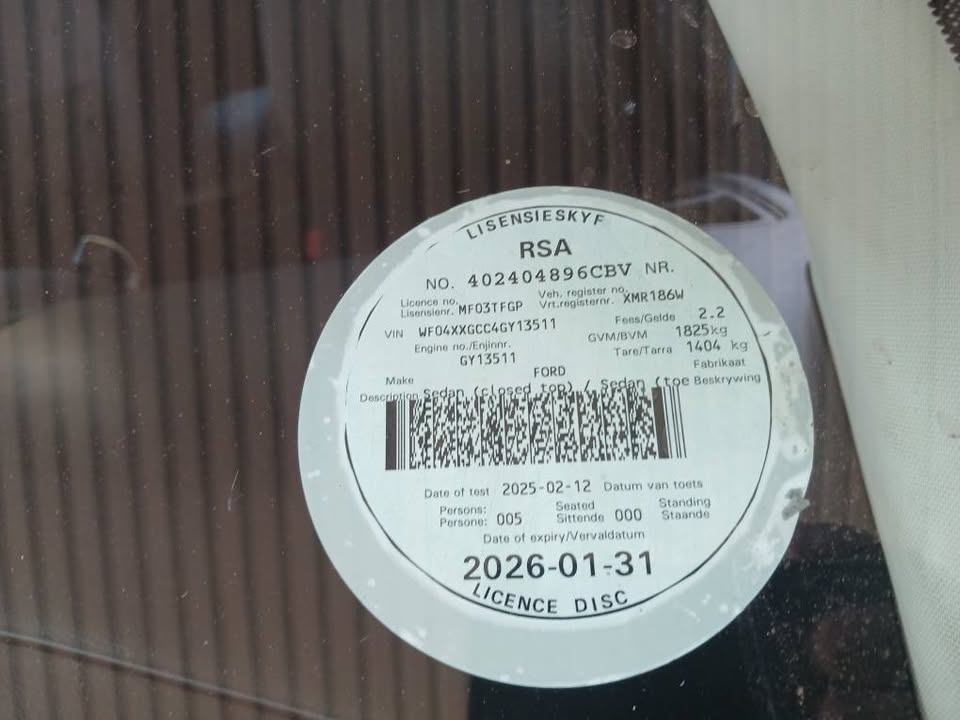 LISENSIESKYF
RSA
NO. 402404896CBV NR.
Licence no. Veh. register no.
Lisensienr. MF03TFGP Vrt.registernr. XMR186W
VIN WF04XXGCC4GY13511 Fees/Gelde 2.2
Engine no./Enjinnr. GVM/BVM 1825kg
GY13511 Tare/Tarra 1404 kg
Make FORD Fabrikaat
Description Sedan (closed top) / Sedan (toe Beskrywing
Date of test 2025-02-12 Datum van toets
Persons: Seated Standing
Persone: 005 Sittende 000 Staande
Date of expiry/Vervaldatum
2026-01-31
LICENCE DISC